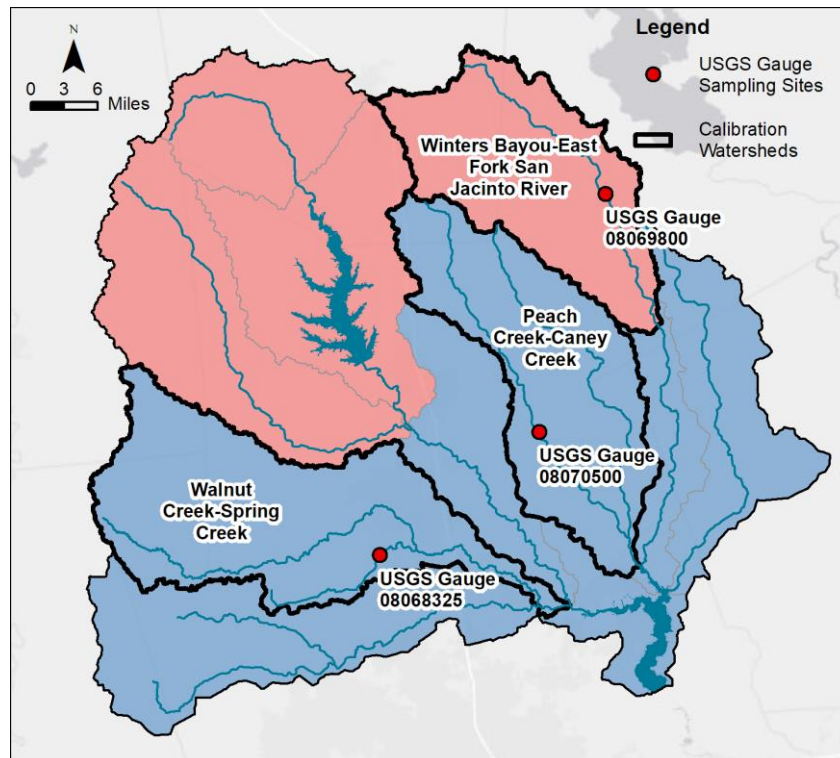 N
0 3 6
Miles
Legend
USGS Gauge
Sampling Sites
Calibration
Watersheds
Winters Bayou-East
Fork San
Jacinto River
USGS Gauge
08069800
Peach
Creek-Caney
Creek
USGS Gauge
08070500
Walnut
Creek-Spring
Creek
USGS Gauge
08068325